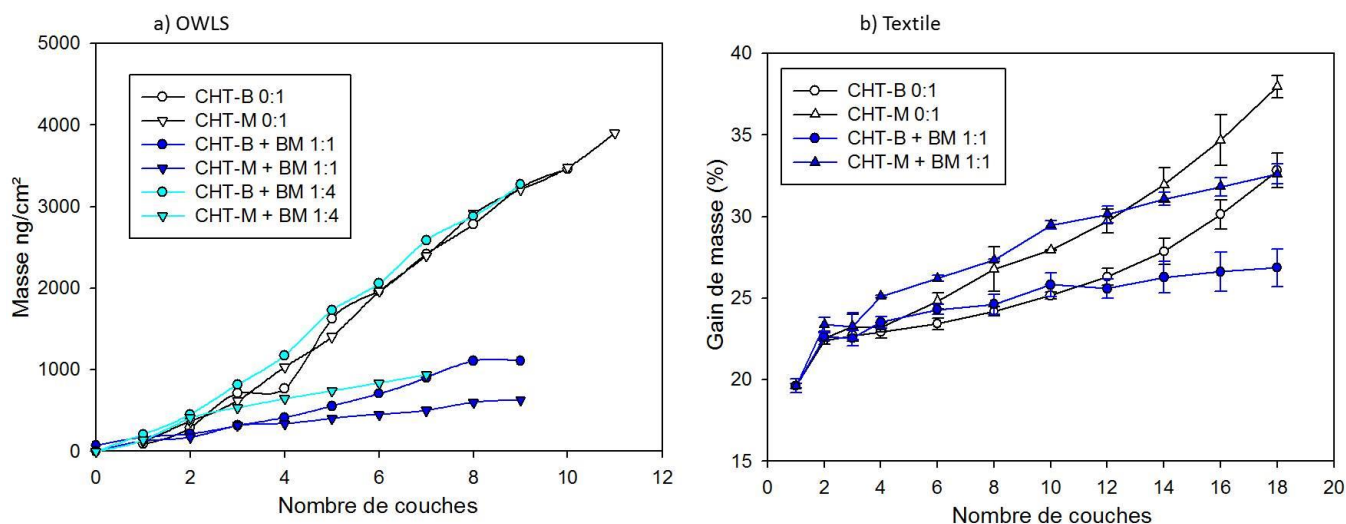 a) OWLS
5000
4000
3000
2000
1000
0
Masse ng/cm²
CHT-B 0:1
CHT-M 0:1
CHT-B + BM 1:1
CHT-M + BM 1:1
CHT-B + BM 1:4
CHT-M + BM 1:4
0 2 4 6 8 10 12
Nombre de couches
b) Textile
40
35
30
25
20
15
Gain de masse (%)
CHT-B 0:1
CHT-M 0:1
CHT-B + BM 1:1
CHT-M + BM 1:1
0 2 4 6 8 10 12 14 16 18 20
Nombre de couches